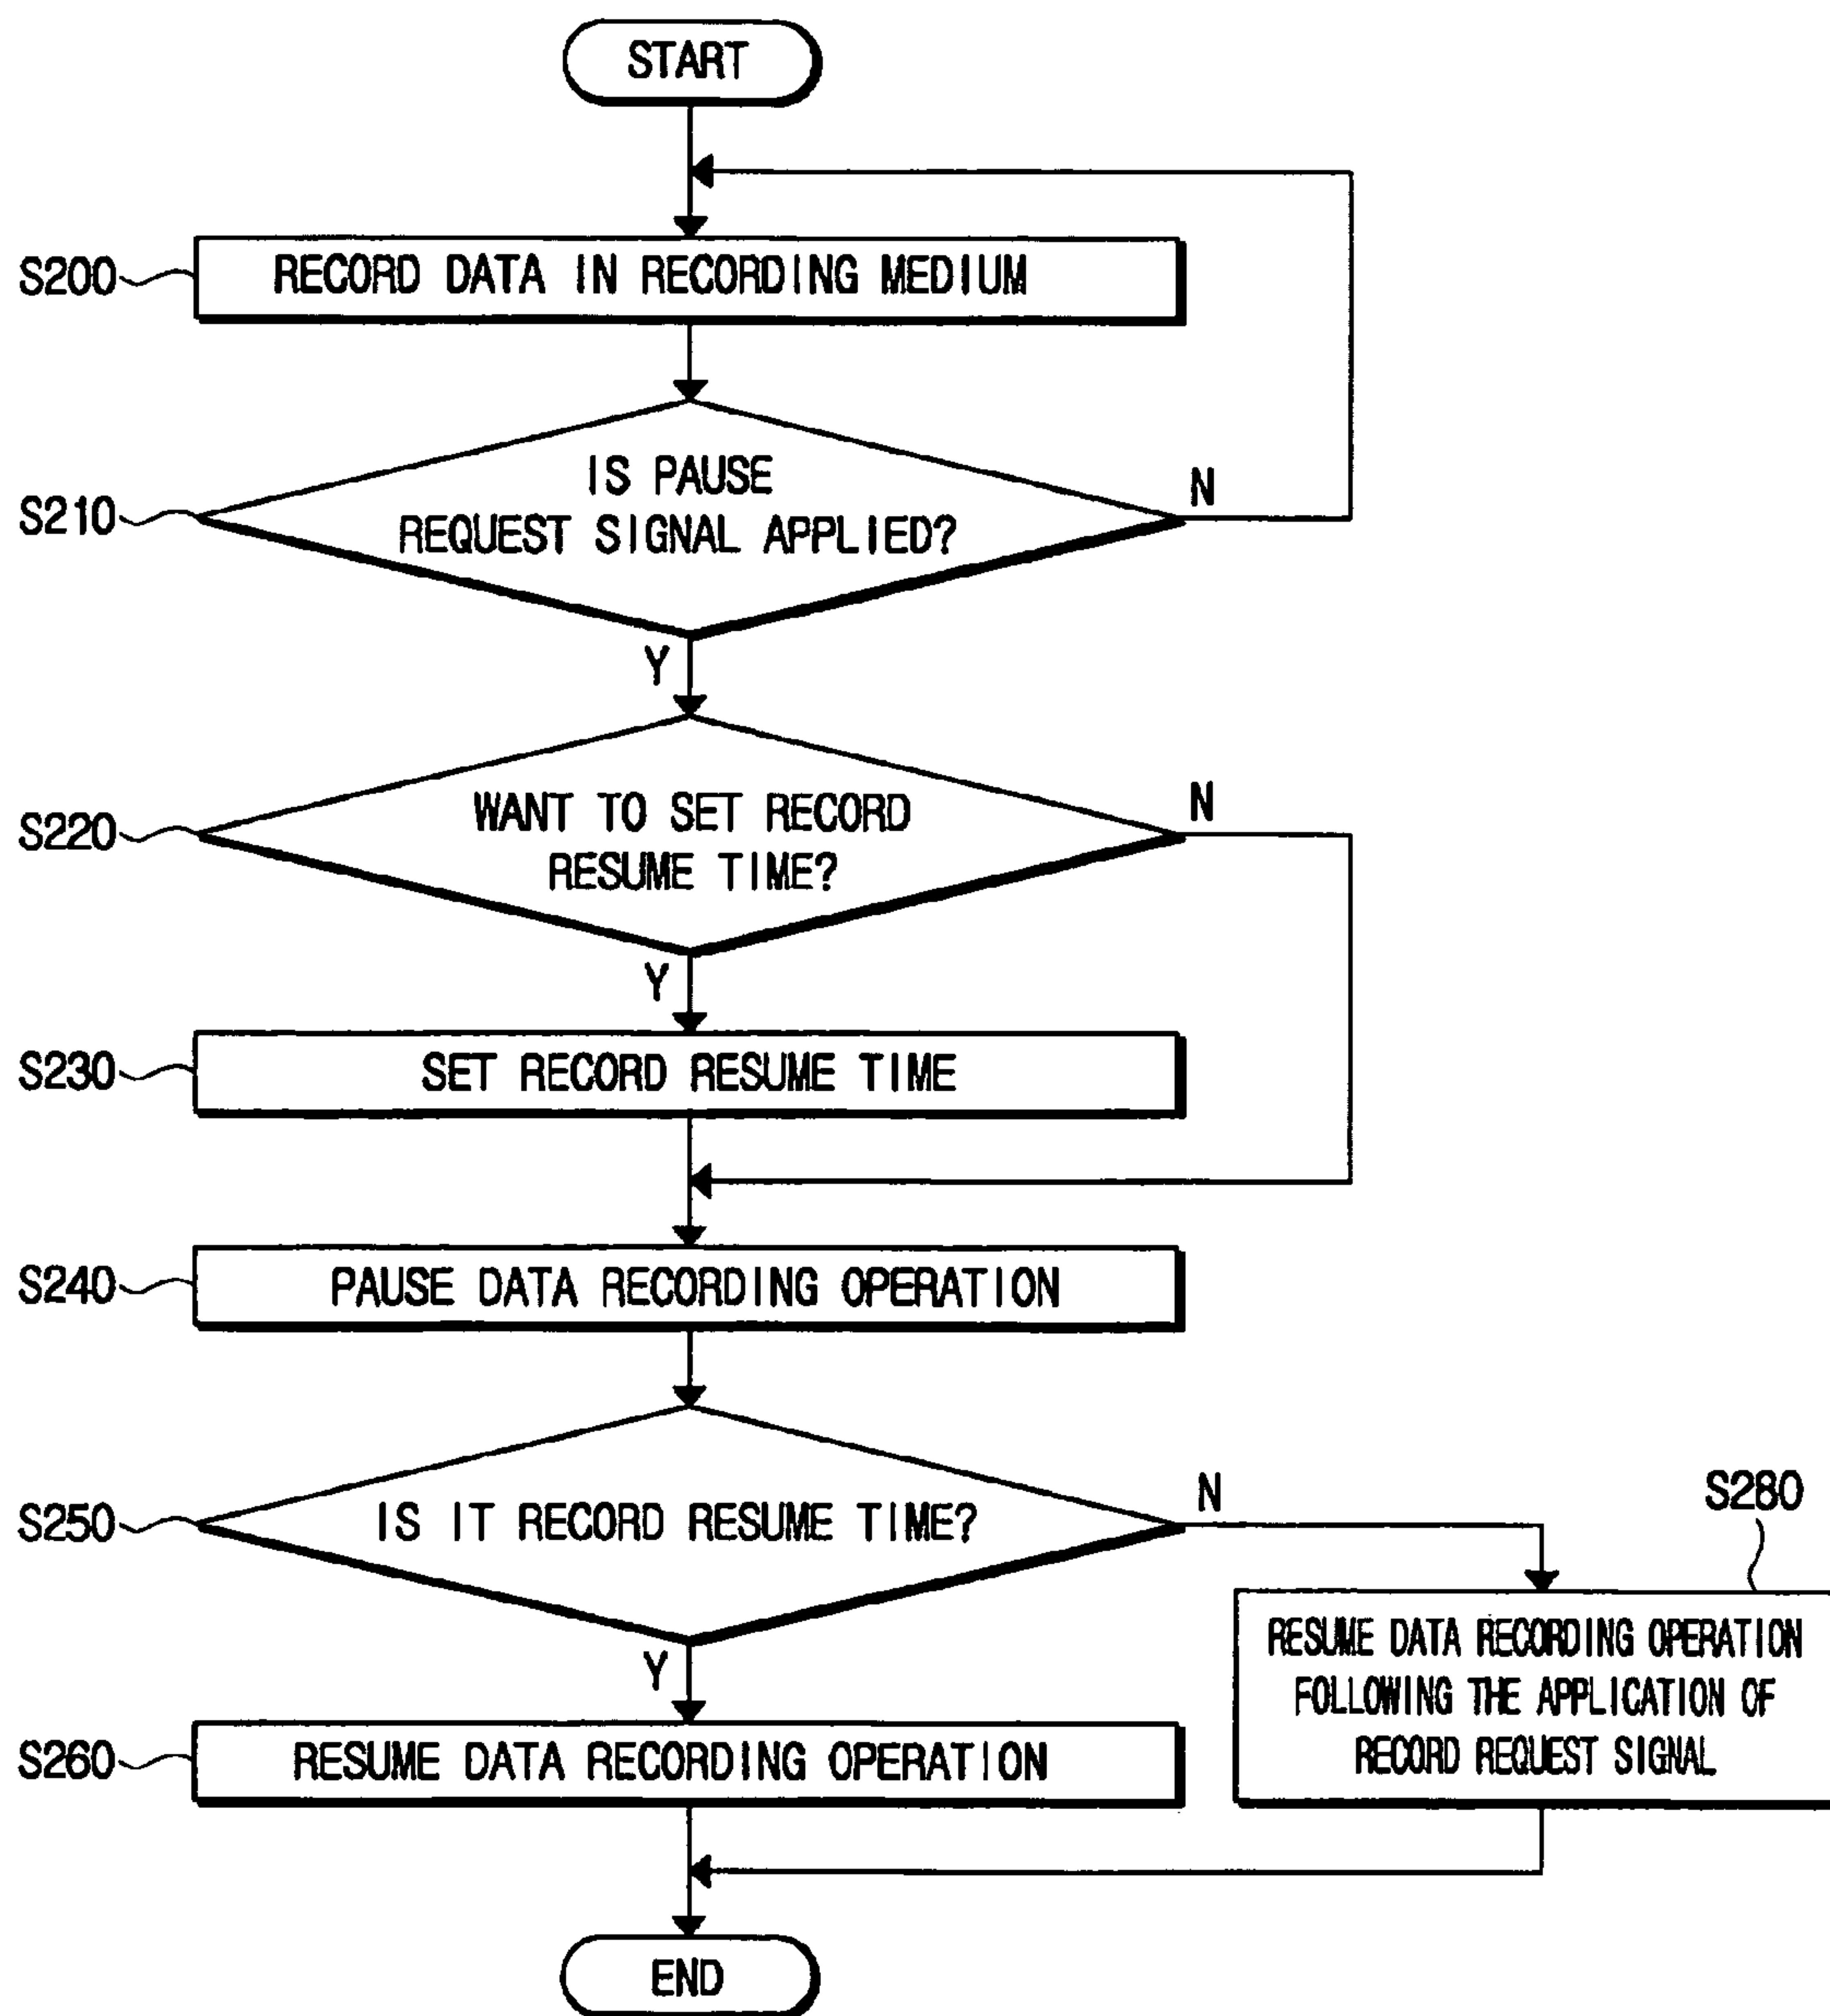 START
S200
RECORD DATA IN RECORDING MEDIUM
S210
IS PAUSE
REQUEST SIGNAL APPLIED?
N
Y
S220
WANT TO SET RECORD
RESUME TIME?
N
Y
S230
SET RECORD RESUME TIME
S240
PAUSE DATA RECORDING OPERATION
S250
IS IT RECORD RESUME TIME?
N
S280
Y
RESUME DATA RECORDING OPERATION
FOLLOWING THE APPLICATION OF
RECORD REQUEST SIGNAL
S260
RESUME DATA RECORDING OPERATION
END